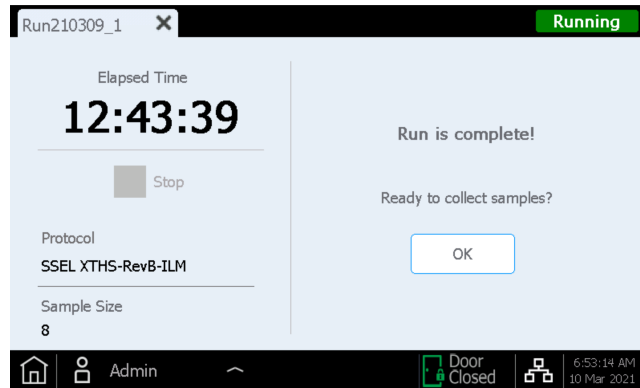 Run210309_1
Running
Elapsed Time
12:43:39
Stop
Protocol
SSEL XTHS-RevB-ILM
Sample Size
8
Run is complete!
Ready to collect samples?
OK
Admin
Door
Closed
6:53:14 AM
10 Mar 2021